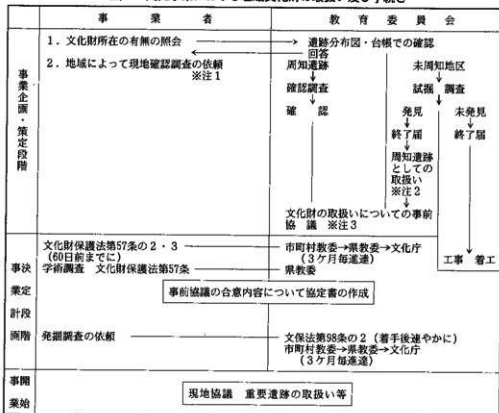 事業者
教育委員会
事業企画・策定段階
1．文化財所在の有無の照会
遺跡分布図・台帳での確認
回答
2．地域によって現地確認調査の依頼
※注1
周知遺跡
未周知地区
確認調査
試掘 調査
確 認
発見
未発見
終了届
終了届
周知遺跡
としての
取扱い
※注2
文化財の取扱いについての事前
協 議 ※注3
工事 着工
事業計画決定段階
文化財保護法第57条の2・3
(60日前までに)
市町村教委→県教委→文化庁
(3ケ月毎進達)
学術調査 文化財保護法第57条
県教委
事前協議の合意内容について協定書の作成
発掘調査の依頼
文保法第98条の2 (着手後速やかに)
市町村教委→県教委→文化庁
(3ケ月毎進達)
事業開始
現地協議 重要遺跡の取扱い等